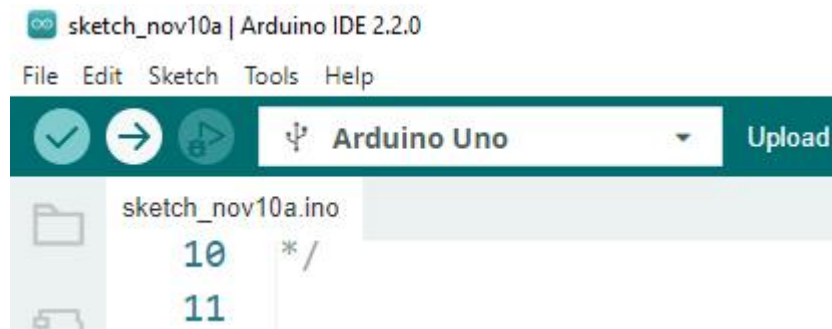 sketch_nov10a | Arduino IDE 2.2.0
File Edit Sketch Tools Help
Arduino Uno Upload
sketch_nov10a.ino
10 */
11